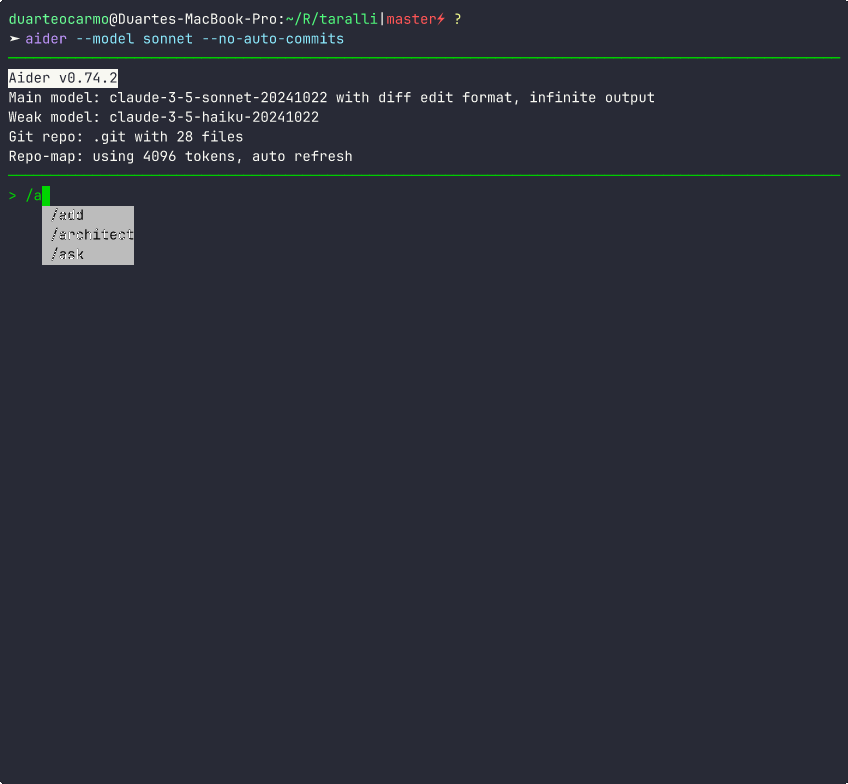 duarteocarmo@Duartes-MacBook-Pro:~/R/taralli|master⚡ ?
➤ aider --model sonnet --no-auto-commits
Aider v0.74.2
Main model: claude-3-5-sonnet-20241022 with diff edit format, infinite output
Weak model: claude-3-5-haiku-20241022
Git repo: .git with 28 files
Repo-map: using 4096 tokens, auto refresh
> /a
/add
/architect
/ask